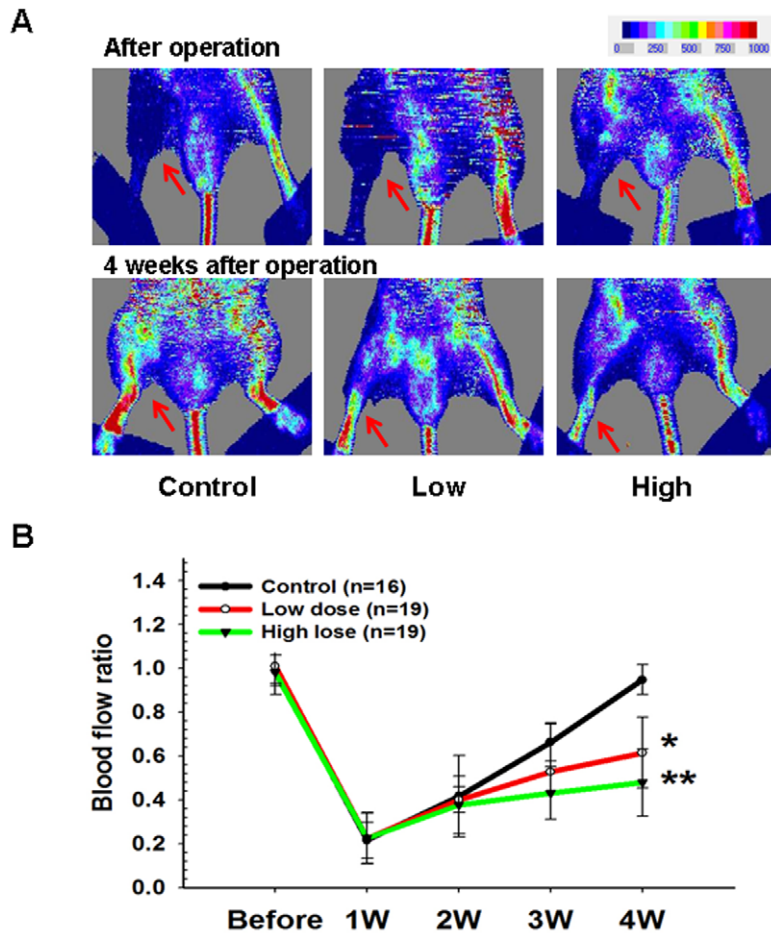 A
After operation
0 250 500 750 1000
4 weeks after operation
Control Low High
B
Blood flow ratio
1.4
1.2
1.0
0.8
0.6
0.4
0.2
0.0
Control (n=16)
Low dose (n=19)
High lose (n=19)
*
**
Before 1W 2W 3W 4W